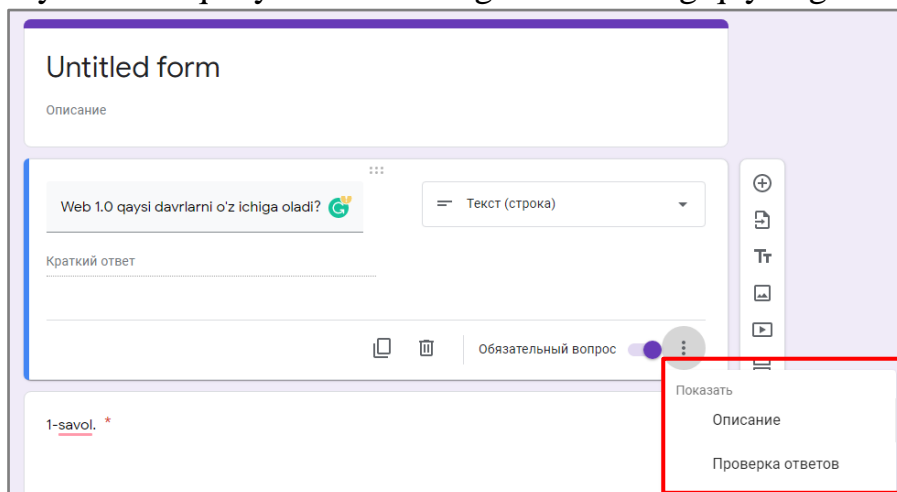 Untitled form
Описание
Web 1.0 qaysi davrlarni o'z ichiga oladi?
Текст (строка)
Краткий ответ
Tт
Обязательный вопрос
Показать
Описание
1-savol. *
Проверка ответов